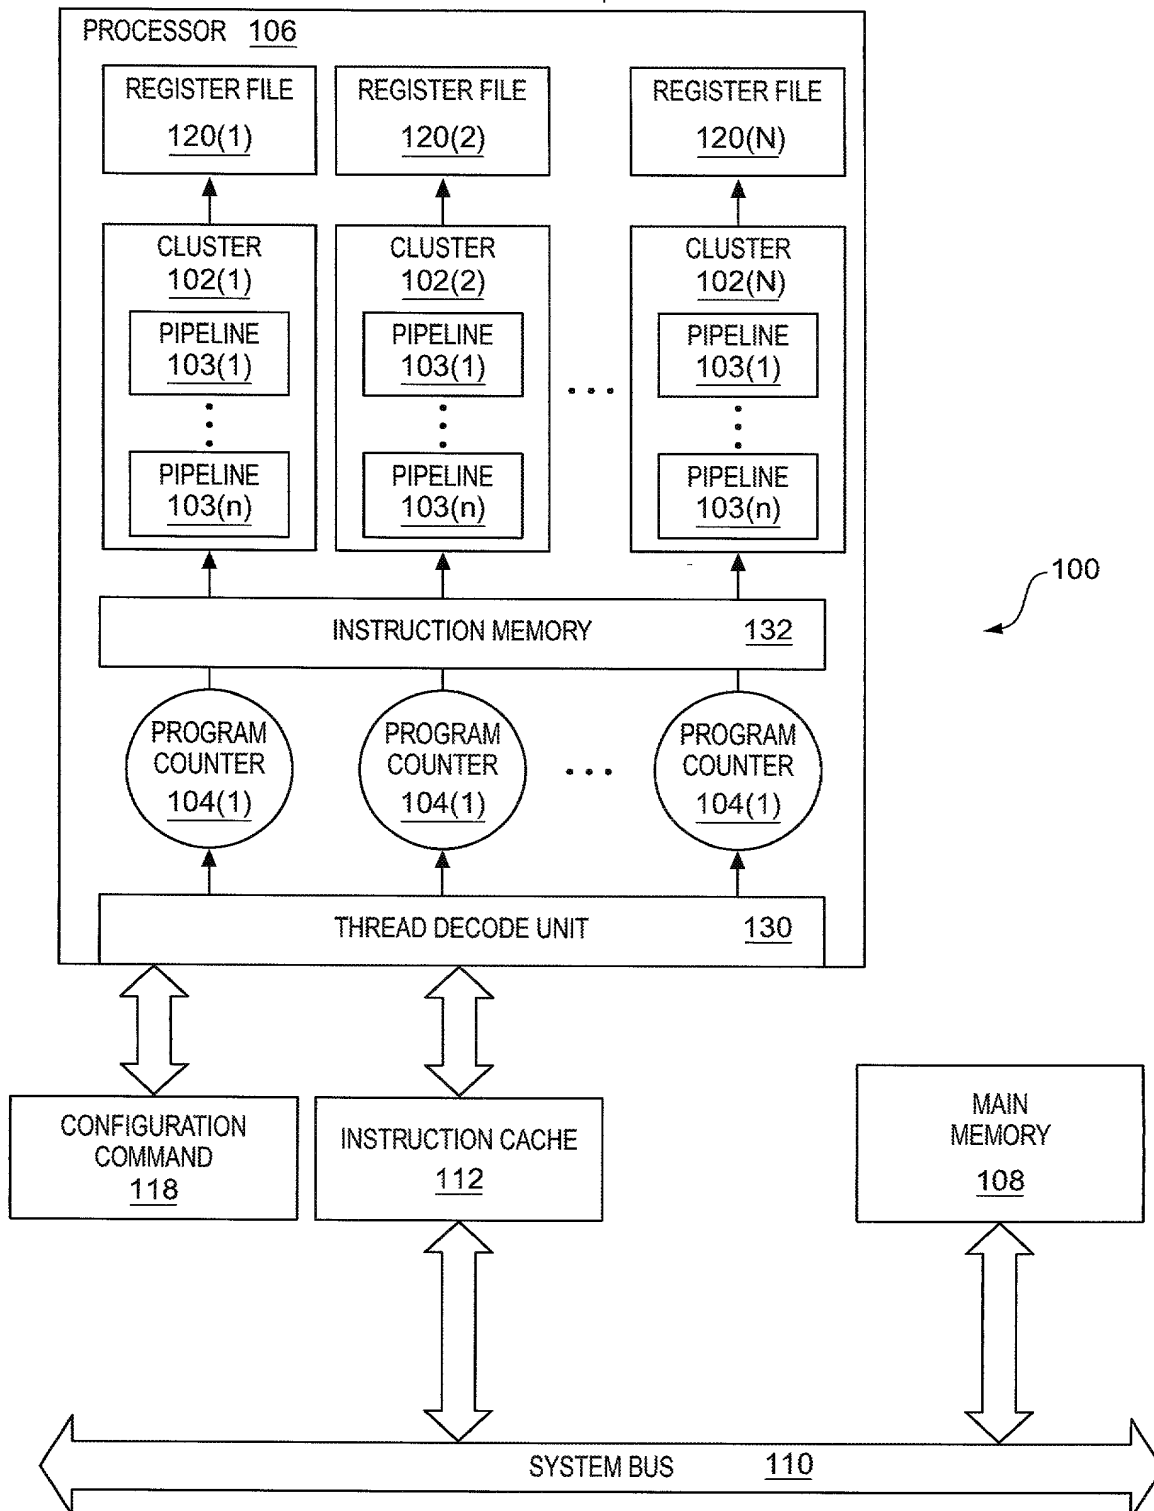 PROCESSOR 106
REGISTER FILE
120(1)
REGISTER FILE
120(2)
REGISTER FILE
120(N)
CLUSTER
102(1)
PIPELINE
103(1)
PIPELINE
103(n)
CLUSTER
102(2)
PIPELINE
103(1)
...
PIPELINE
103(n)
CLUSTER
102(N)
PIPELINE
103(1)
PIPELINE
103(n)
100
INSTRUCTION MEMORY 132
PROGRAM
COUNTER
104(1)
PROGRAM
COUNTER
104(1)
...
PROGRAM
COUNTER
104(1)
THREAD DECODE UNIT 130
CONFIGURATION
COMMAND
118
INSTRUCTION CACHE
112
MAIN
MEMORY
108
SYSTEM BUS 110